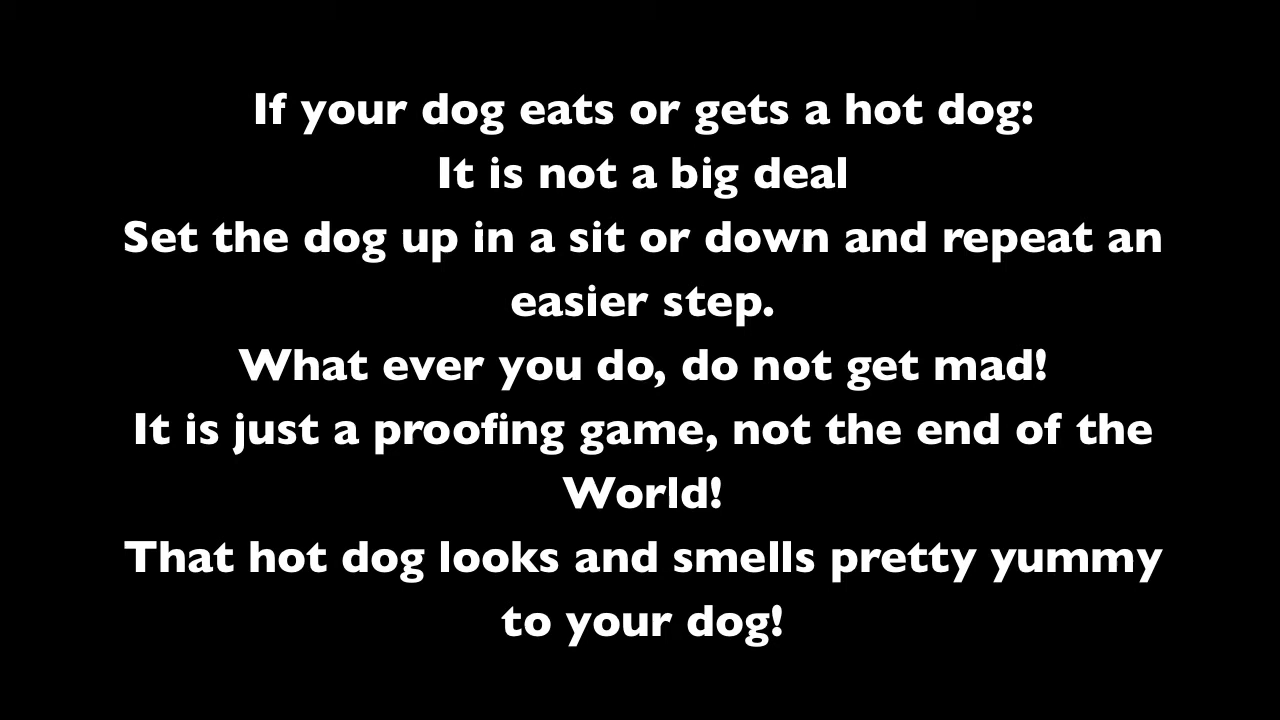 If your dog eats or gets a hot dog:
It is not a big deal
Set the dog up in a sit or down and repeat an
easier step.
What ever you do, do not get mad!
It is just a proofing game, not the end of the
World!
That hot dog looks and smells pretty yummy
to your dog!